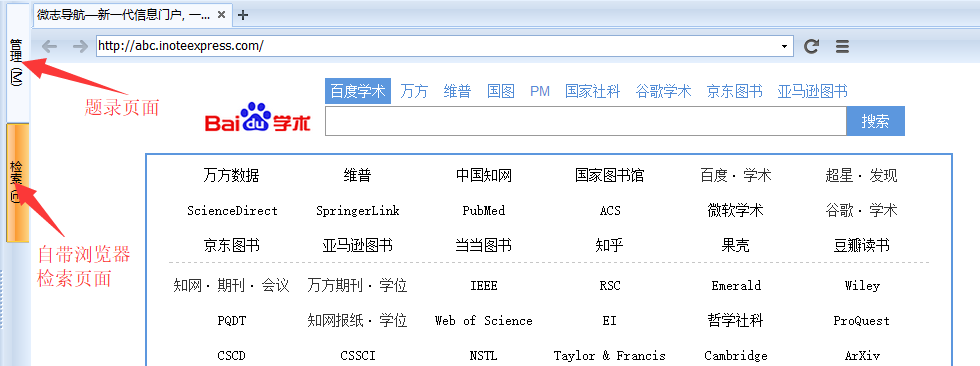 微志导航—新一代信息门户, 一...
管理(M)
http://abc.inoteexpress.com/
题录页面
百度学术 万方 维普 国图 PM 国家社科 谷歌学术 京东图书 亚马逊图书
Bai du 学术
搜索
检索
自带浏览器
检索页面
万方数据 维普 中国知网 国家图书馆 百度·学术 超星·发现
ScienceDirect SpringerLink PubMed ACS 微软学术 谷歌·学术
京东图书 亚马逊图书 当当图书 知乎 果壳 豆瓣读书
知网·期刊·会议 万方期刊·学位 IEEE RSC Emerald Wiley
PQDT 知网报纸·学位 Web of Science EI 哲学社科 ProQuest
CSCD CSSCI NSTL Taylor & Francis Cambridge ArXiv